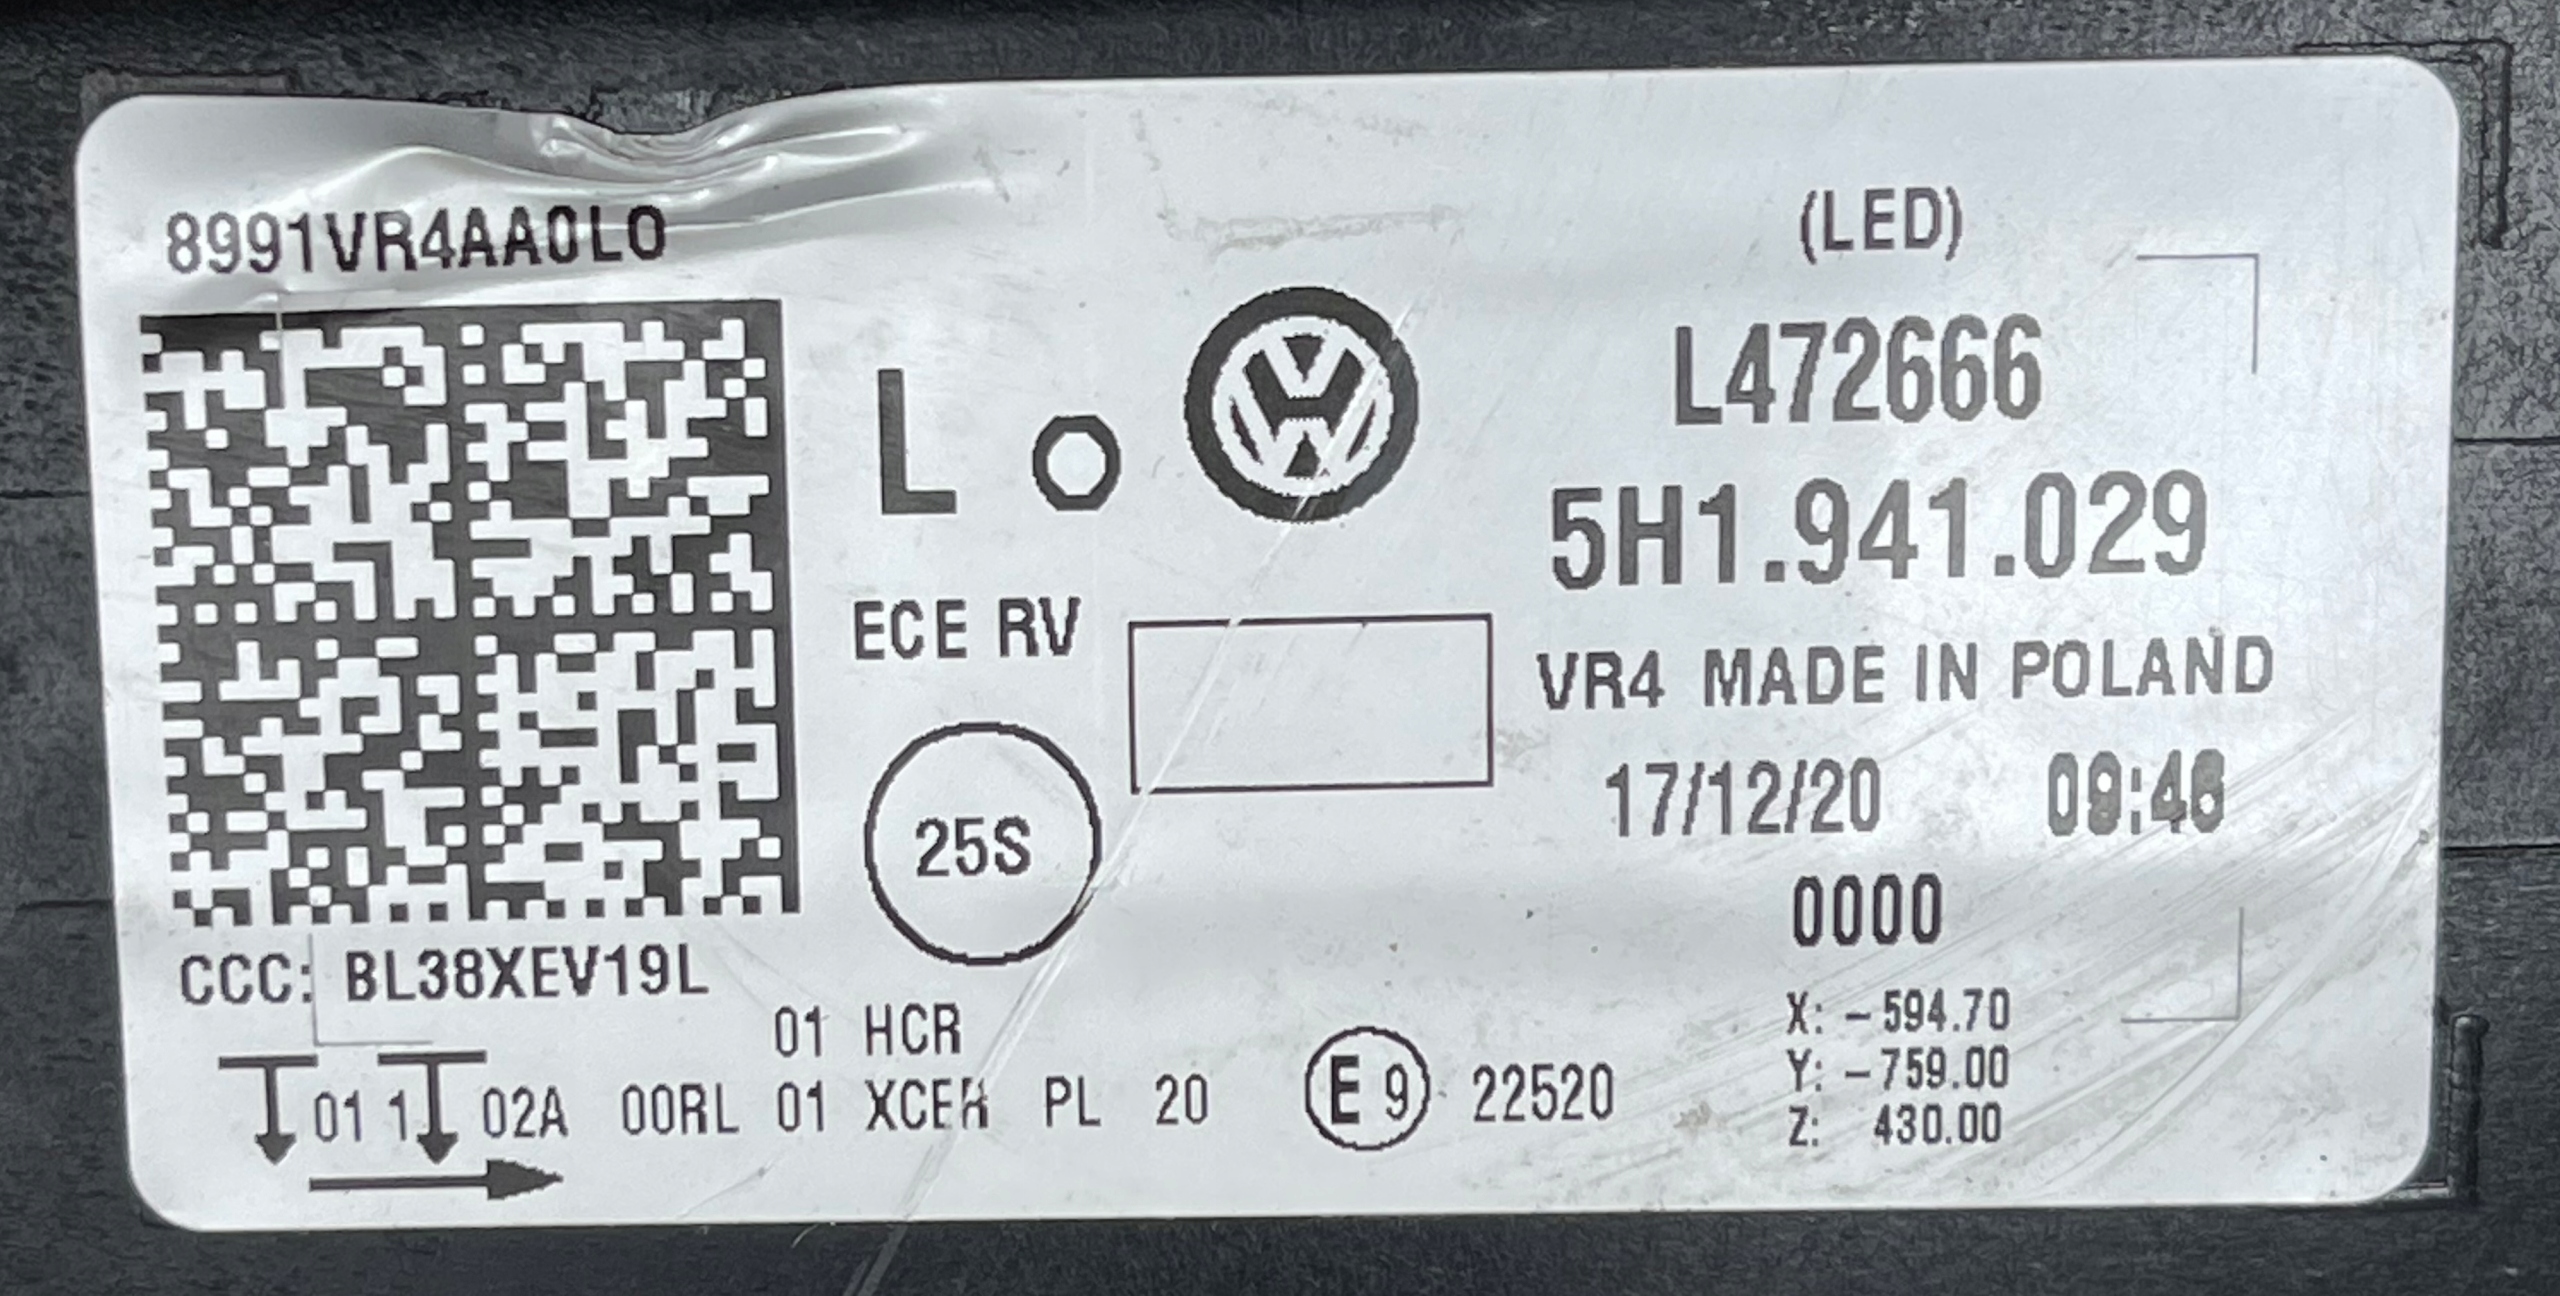 8991VR4AA0L0
(LED)
L472666
L O
5H1.941.029
ECE RV
VR4 MADE IN POLAND
17/12/20
25S
0000
CCC: BL38XEV19L
X: -594.70
01 HCR
Y: -759.00
01 1 02A 00RL 01 XCER PL 20 E 9 22520
Z: 430.00